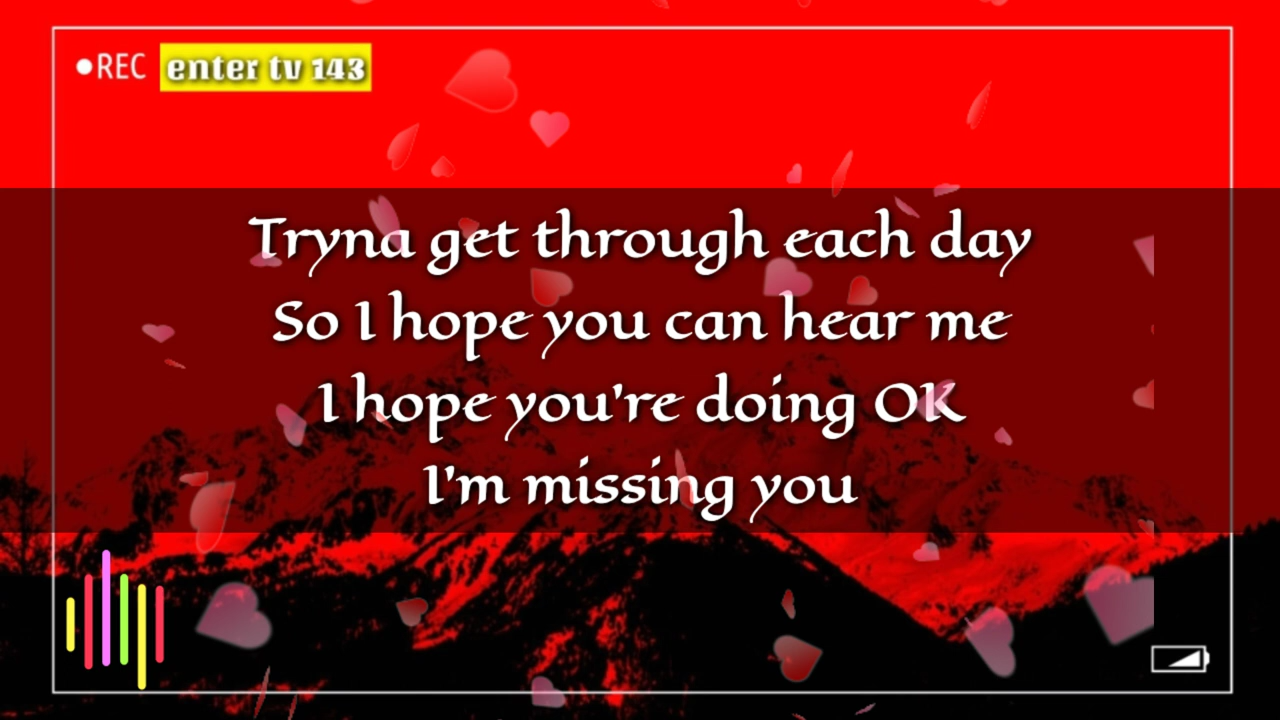 REC enter tv 143
Tryna get through each day
So I hope you can hear me
I hope you're doing OK
I'm missing you